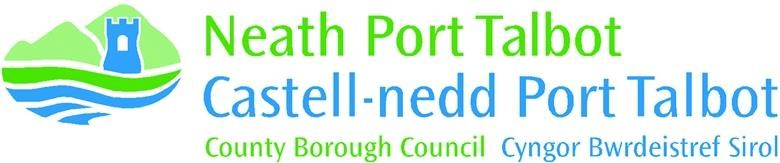 Neath Port Talbot
Castell-nedd Port Talbot
County Borough Council Cyngor Bwrdeistref Sirol